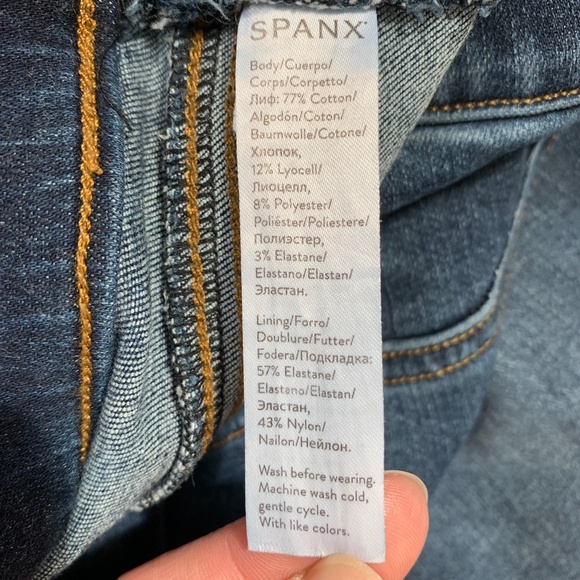 SPANX
Body/Cuerpo/
Corps/Corpetto/
Лиф: 77% Cotton/
Algodón/Coton/
Baumwolle/Cotone/
Хлопок,
12% Lyocell/
Лиоцелл,
8% Polyester/
Poliéster/Poliestere/
Полиэстер,
3% Elastane/
Elastano/Elastan/
Эластан.
Lining/Forro/
Doublure/Futter/
Fodera/Подкладка:
57% Elastane/
Elastano/Elastan/
Эластан,
43% Nylon/
Nailon/Нейлон.
Wash before wearing.
Machine wash cold,
gentle cycle.
With like colors.